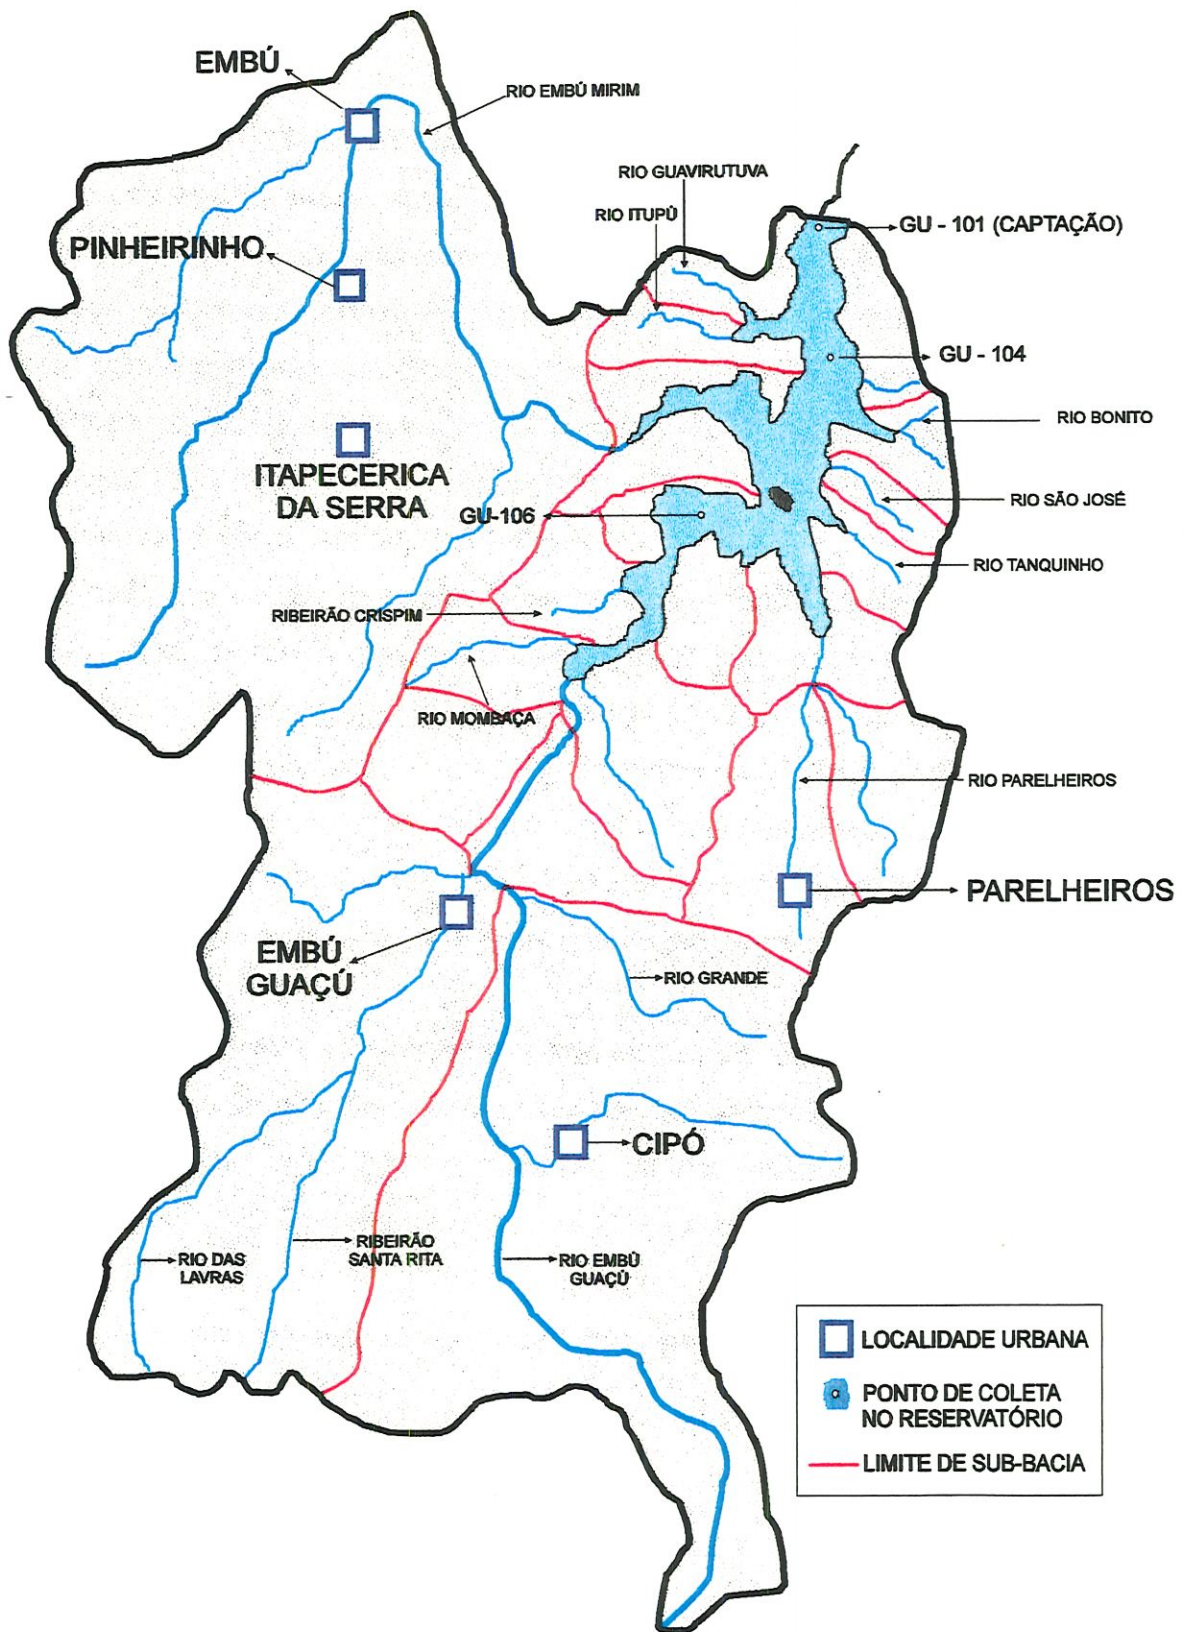 EMBÚ
RIO EMBÚ MIRIM
RIO GUAVIRUTUVA
RIO ITUPÚ
GU - 101 (CAPTAÇÃO)
PINHEIRINHO
GU - 104
RIO BONITO
ITAPECERICA
DA SERRA
RIO SÃO JOSÉ
GU-106
RIO TANQUINHO
RIBEIRÃO CRISPIM
RIO MOMBAÇA
RIO PARELHEIROS
PARELHEIROS
EMBÚ
GUAÇÚ
RIO GRANDE
CIPÓ
RIO DAS
LAVRAS
RIBEIRÃO
SANTA RITA
RIO EMBÚ
GUAÇÚ
LOCALIDADE URBANA
PONTO DE COLETA
NO RESERVATÓRIO
LIMITE DE SUB-BACIA